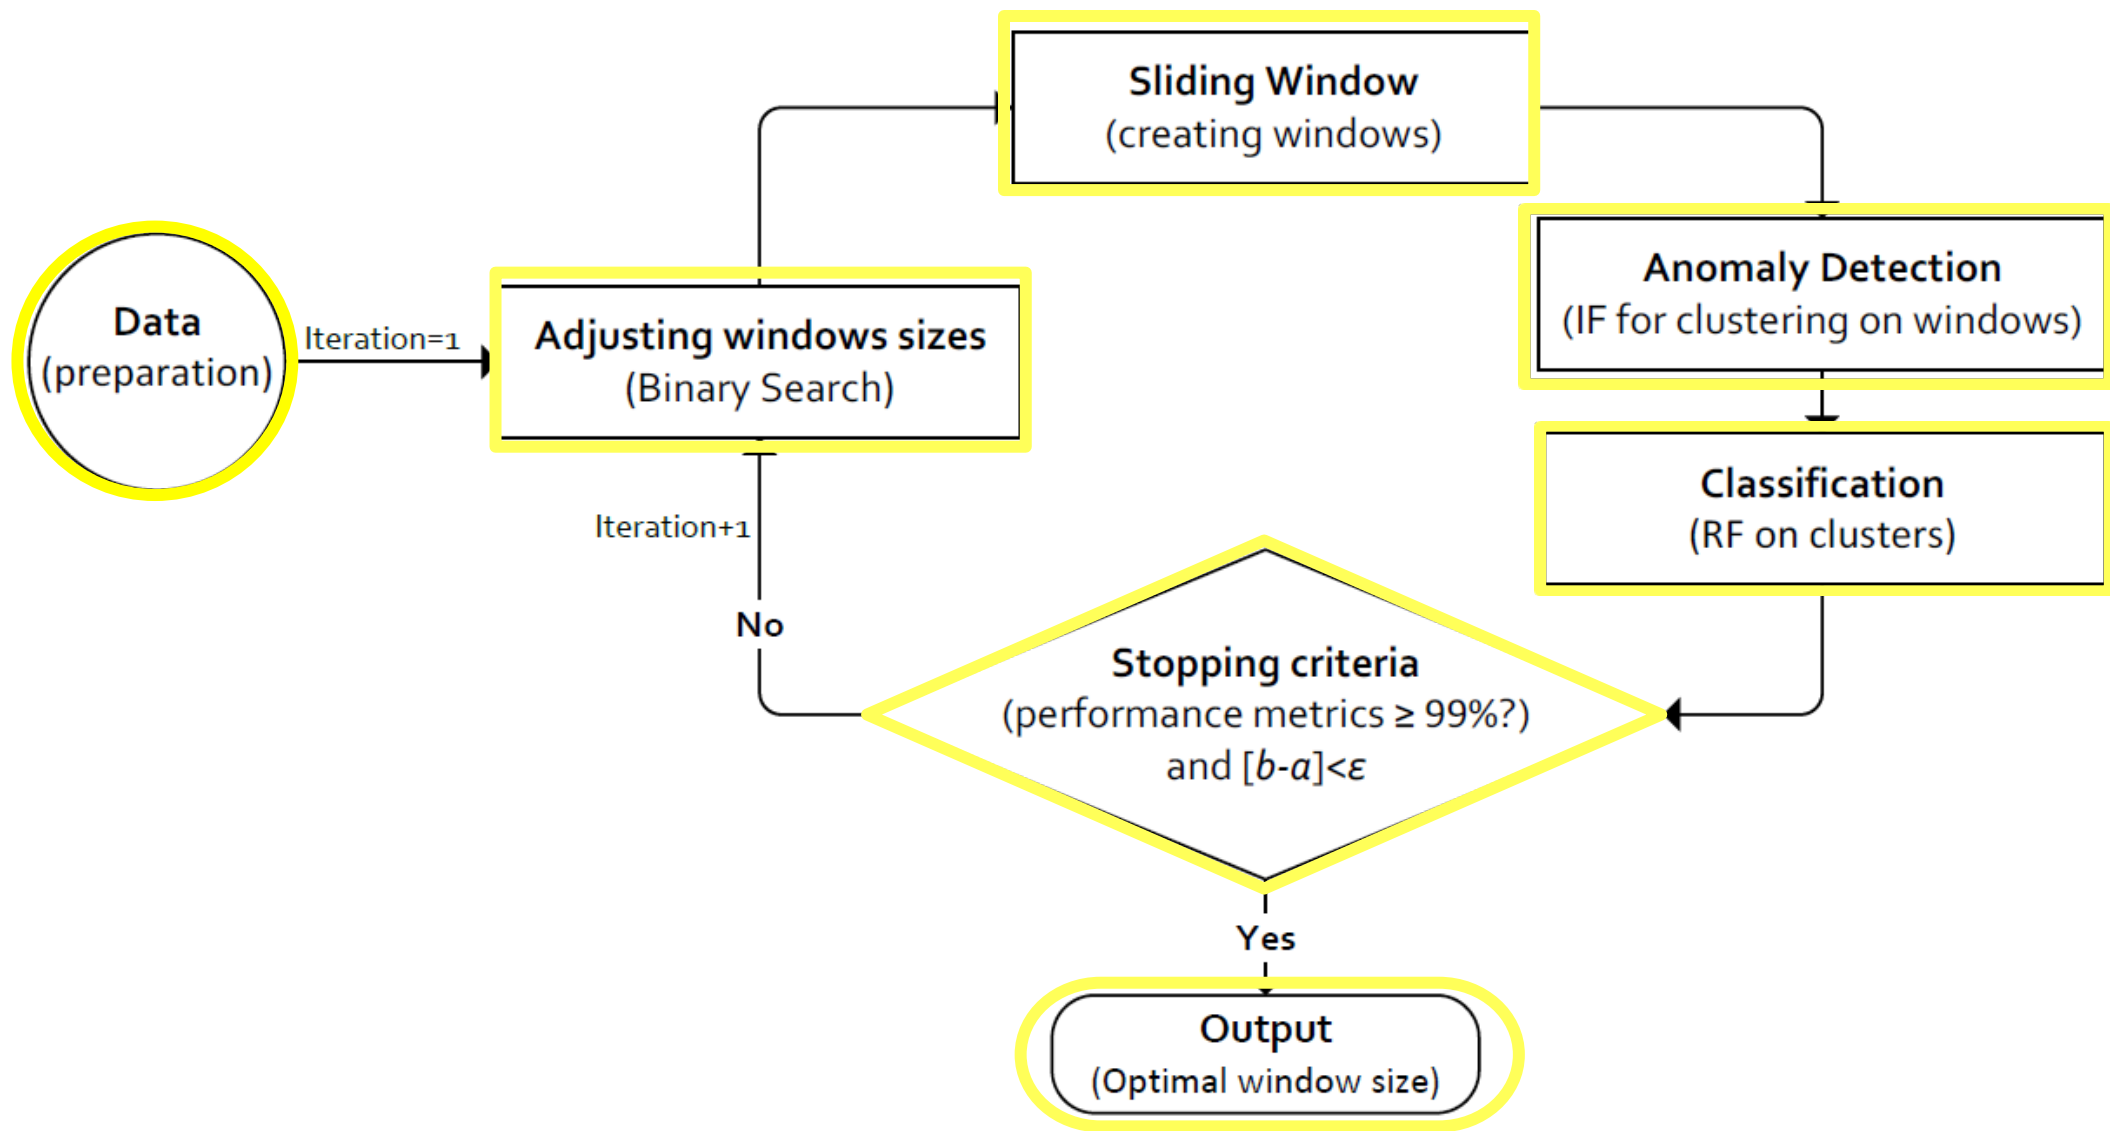 Sliding Window
(creating windows)
Data
(preparation)
Iteration=1
Adjusting windows sizes
(Binary Search)
Anomaly Detection
(IF for clustering on windows)
Classification
(RF on clusters)
Iteration+1
No
Stopping criteria
(performance metrics ≥ 99%?)
and [b-a]<ε
Yes
Output
(Optimal window size)